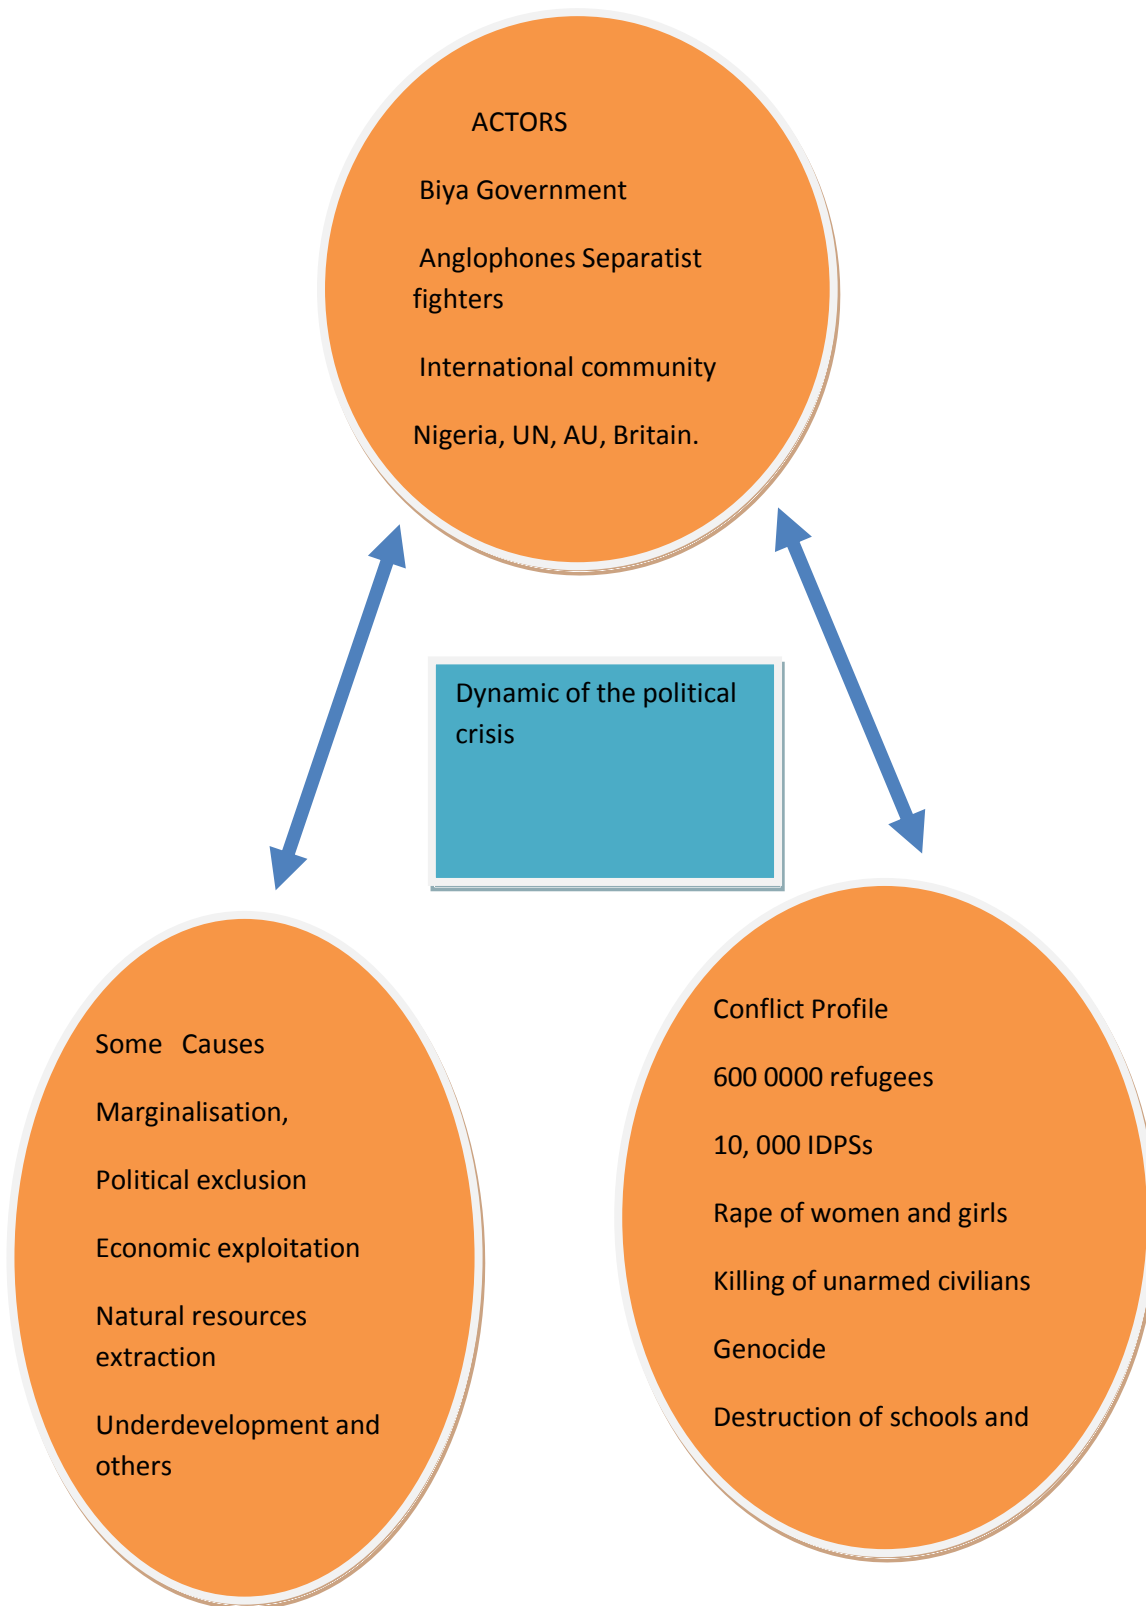 ACTORS
Biya Government
Anglophones Separatist
fighters
International community
Nigeria, UN, AU, Britain.
Dynamic of the political
crisis
Some Causes
Marginalisation,
Political exclusion
Economic exploitation
Natural resources
extraction
Underdevelopment and
others
Conflict Profile
600 0000 refugees
10, 000 IDPSs
Rape of women and girls
Killing of unarmed civilians
Genocide
Destruction of schools and